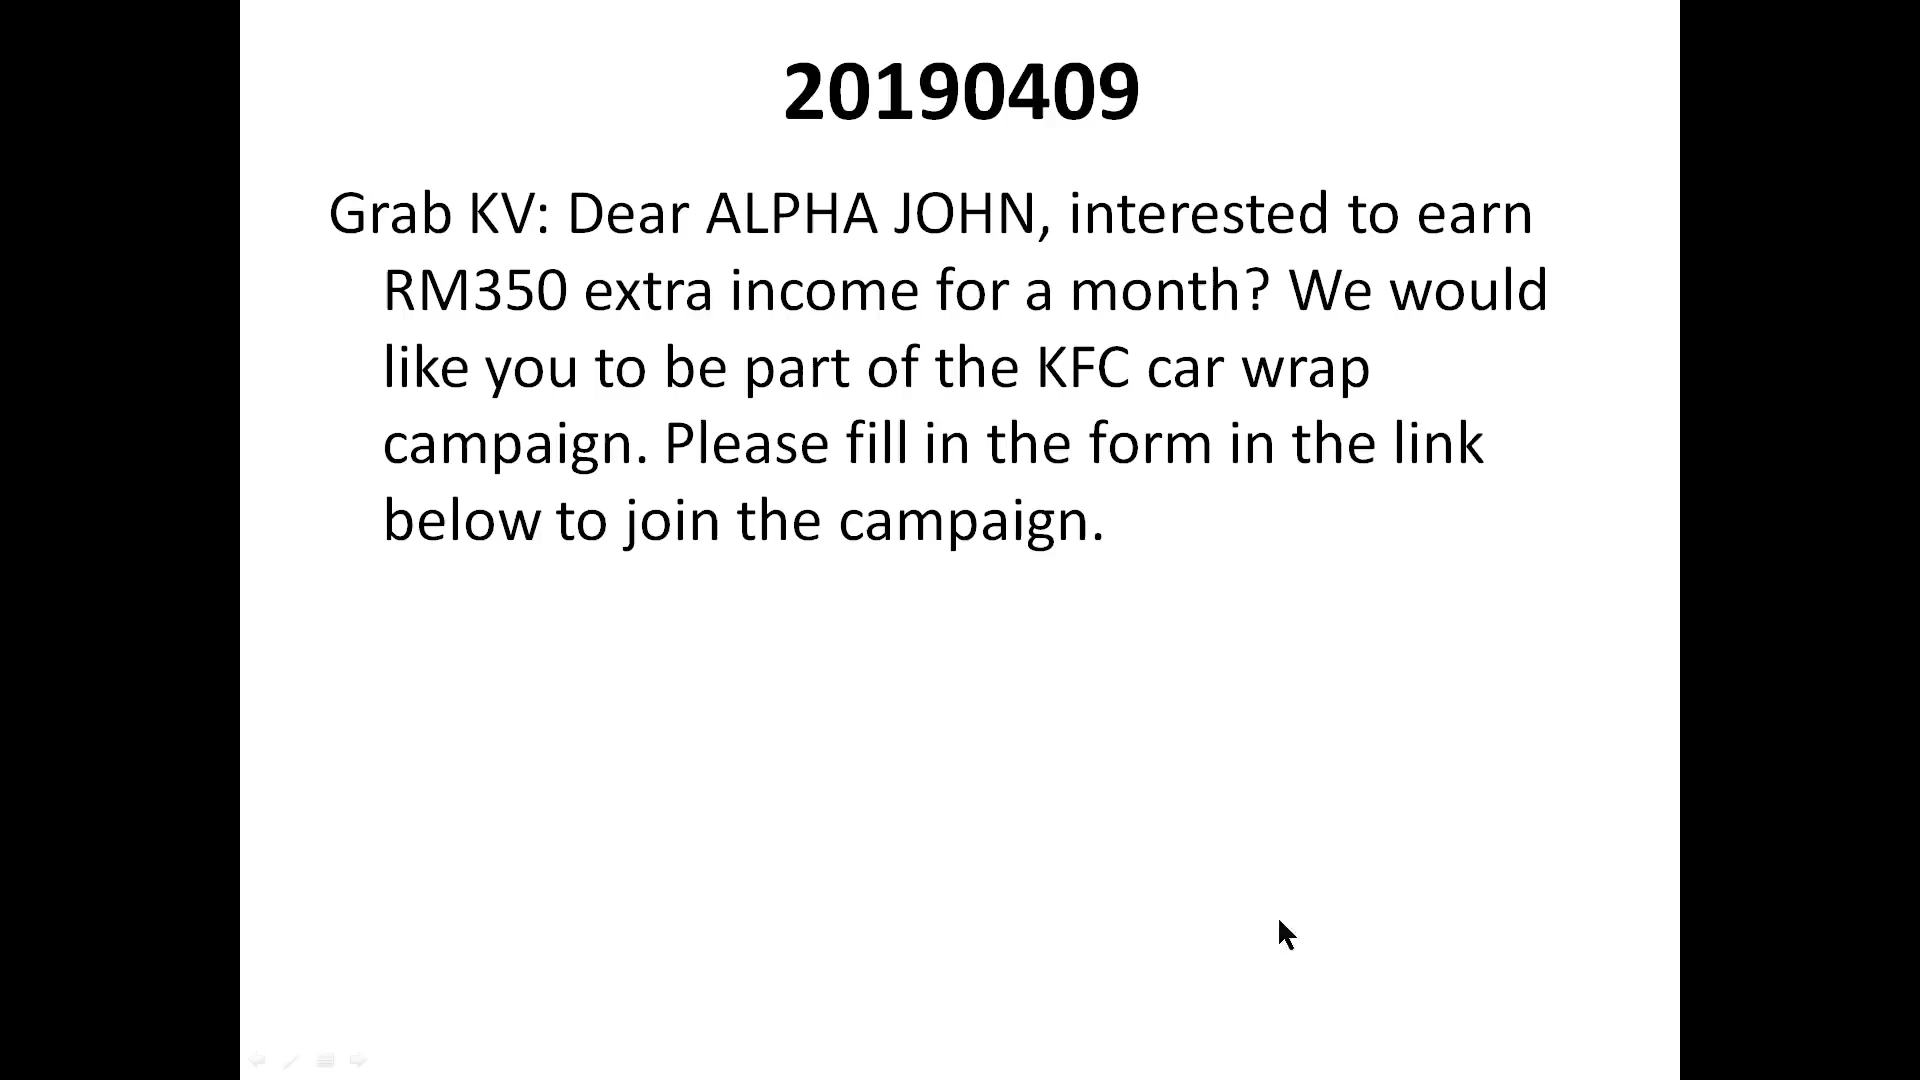 20190409
Grab KV: Dear ALPHA JOHN, interested to earn
RM350 extra income for a month? We would
like you to be part of the KFC car wrap
campaign. Please fill in the form in the link
below to join the campaign.